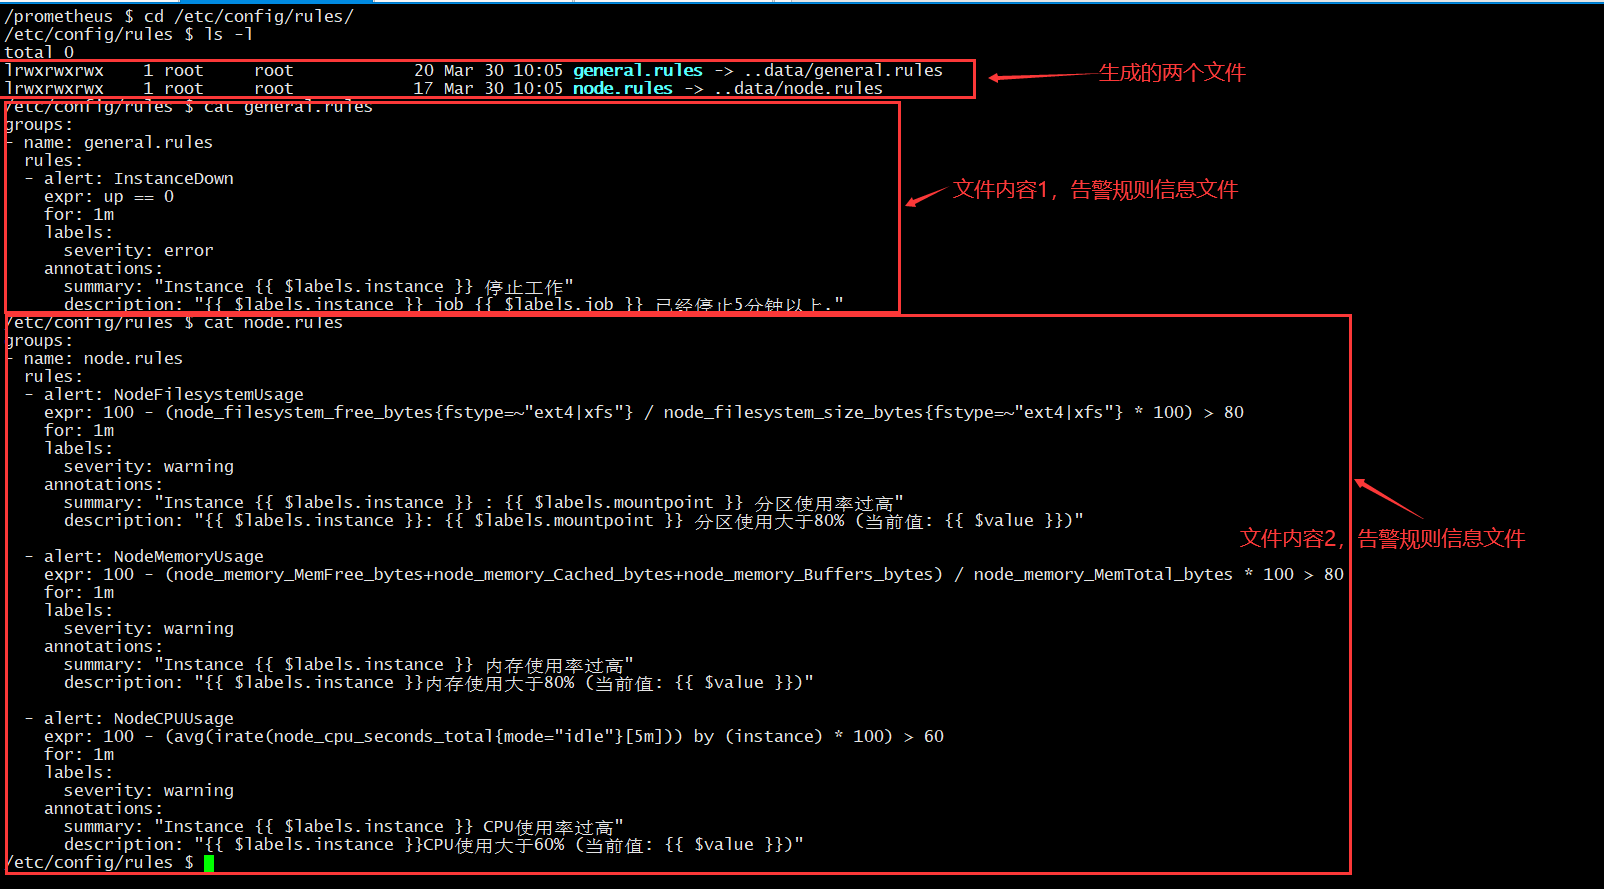 /prometheus $ cd /etc/config/rules/
/etc/config/rules $ ls -l
total 0
lrwxrwxrwx    1 root     root            20 Mar 30 10:05 general.rules -> ..data/general.rules
lrwxrwxrwx    1 root     root            17 Mar 30 10:05 node.rules -> ..data/node.rules
生成的两个文件
/etc/config/rules $ cat general.rules
groups:
- name: general.rules
  rules:
  - alert: InstanceDown
    expr: up == 0
    for: 1m
    labels:
      severity: error
    annotations:
      summary: "Instance {{ $labels.instance }} 停止工作"
      description: "{{ $labels.instance }} job {{ $labels.job }} 已经停止5分钟以上."
文件内容1，告警规则信息文件
/etc/config/rules $ cat node.rules
groups:
- name: node.rules
  rules:
  - alert: NodeFilesystemUsage
    expr: 100 - (node_filesystem_free_bytes{fstype=~"ext4|xfs"} / node_filesystem_size_bytes{fstype=~"ext4|xfs"} * 100) > 80
    for: 1m
    labels:
      severity: warning
    annotations:
      summary: "Instance {{ $labels.instance }} : {{ $labels.mountpoint }} 分区使用率过高"
      description: "{{ $labels.instance }}: {{ $labels.mountpoint }} 分区使用大于80% (当前值: {{ $value }})"
文件内容2，告警规则信息文件
  - alert: NodeMemoryUsage
    expr: 100 - (node_memory_MemFree_bytes+node_memory_Cached_bytes+node_memory_Buffers_bytes) / node_memory_MemTotal_bytes * 100 > 80
    for: 1m
    labels:
      severity: warning
    annotations:
      summary: "Instance {{ $labels.instance }} 内存使用率过高"
      description: "{{ $labels.instance }}内存使用大于80% (当前值: {{ $value }})"
  - alert: NodeCPUUsage
    expr: 100 - (avg(irate(node_cpu_seconds_total{mode="idle"}[5m])) by (instance) * 100) > 60
    for: 1m
    labels:
      severity: warning
    annotations:
      summary: "Instance {{ $labels.instance }} CPU使用率过高"
      description: "{{ $labels.instance }}CPU使用大于60% (当前值: {{ $value }})"
/etc/config/rules $